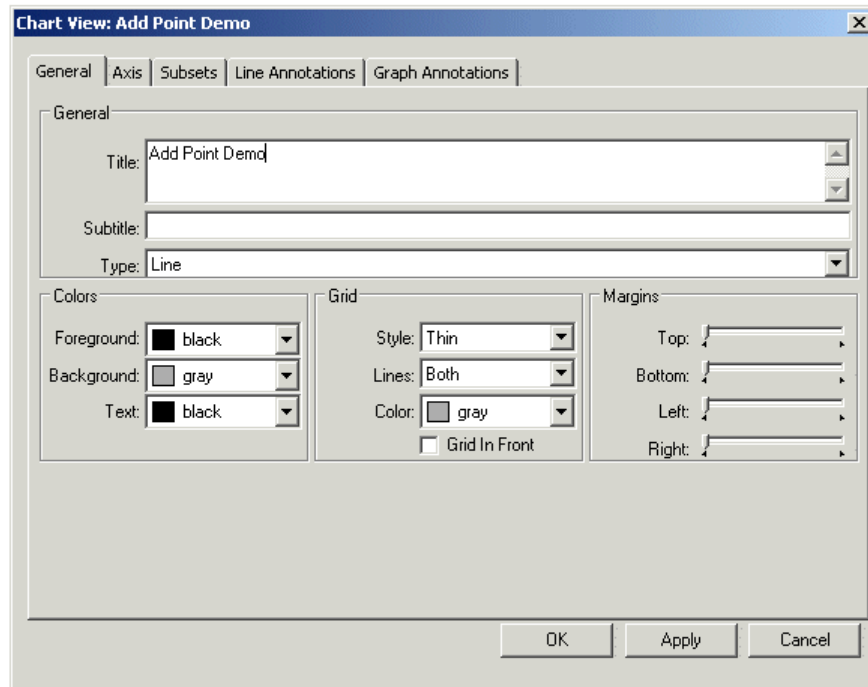 Chart View: Add Point Demo
General Axis Subsets Line Annotations Graph Annotations
General
Title: Add Point Demo
Subtitle:
Type: Line
Colors
Foreground: black
Background: gray
Text: black
Grid
Style: Thin
Lines: Both
Color: gray
Grid In Front
Margins
Top:
Bottom:
Left:
Right:
OK Apply Cancel